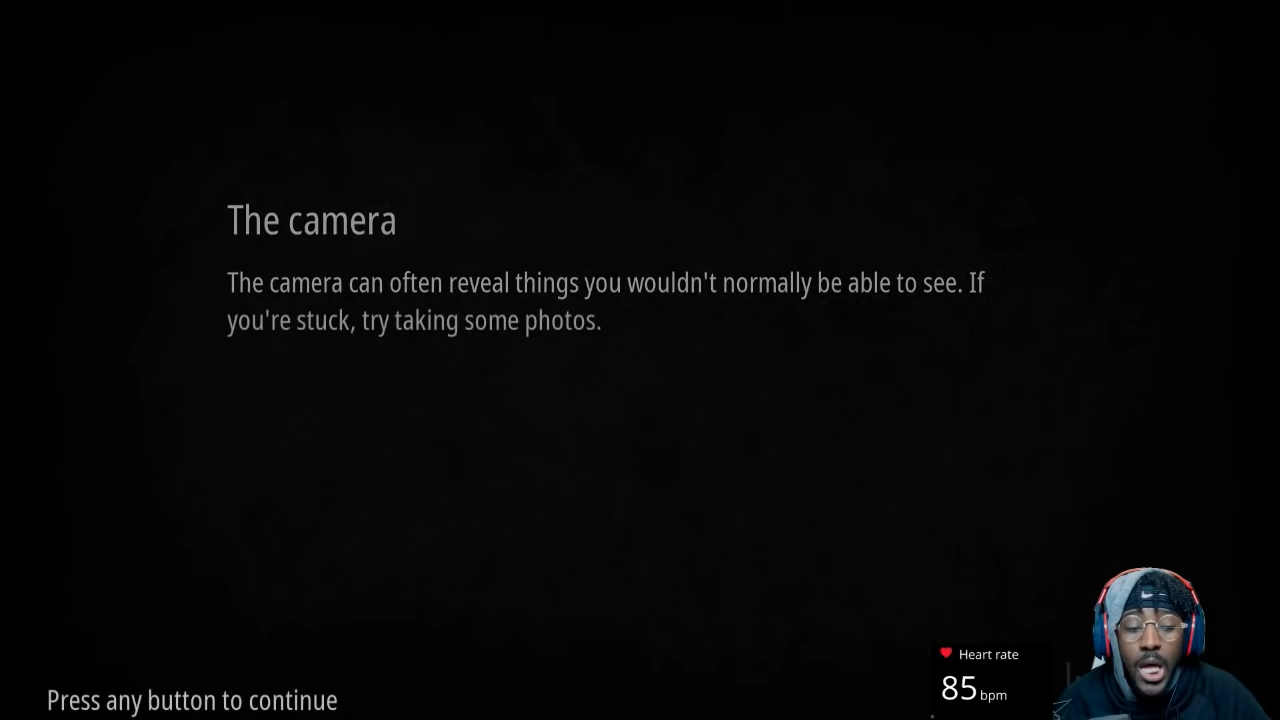 The camera
The camera can often reveal things you wouldn't normally be able to see. If
you're stuck, try taking some photos.
Heart rate
85 bpm
Press any button to continue